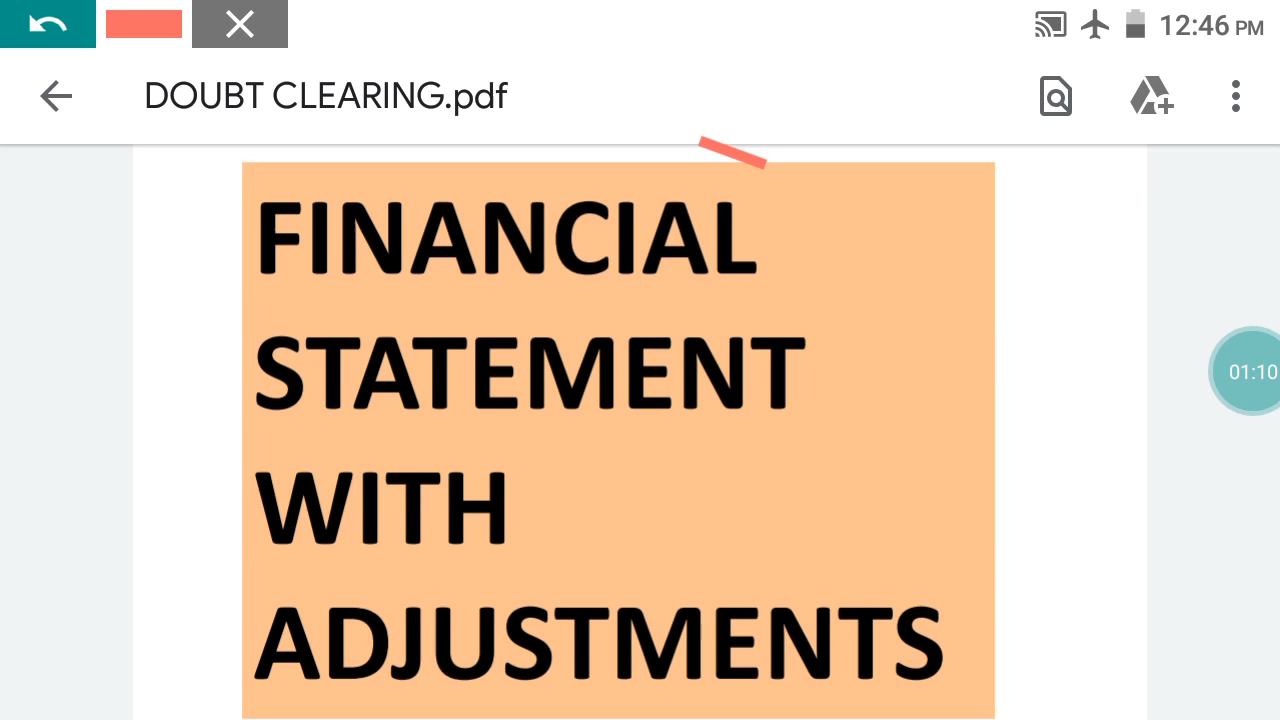 12:46 PM
DOUBT CLEARING.pdf
FINANCIAL
STATEMENT
WITH
ADJUSTMENTS
01:10